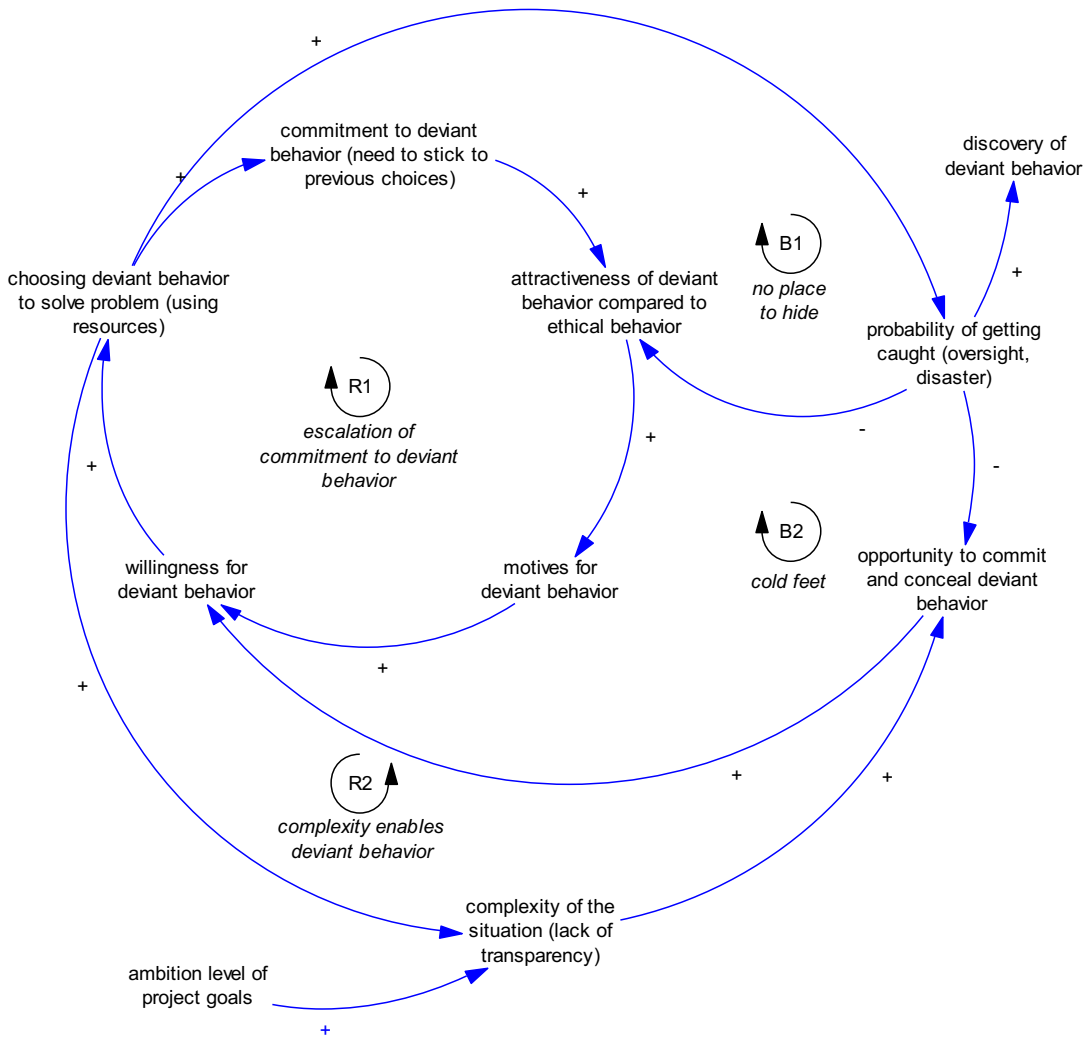 +
commitment to deviant
behavior (need to stick to
previous choices)
discovery of
deviant behavior
+
+
choosing deviant behavior
to solve problem (using
resources)
attractiveness of deviant
behavior compared to
ethical behavior
B1
no place
to hide
+
probability of getting
caught (oversight,
disaster)
R1
escalation of
commitment to deviant
behavior
-
+
+
-
B2
cold feet
willingness for
deviant behavior
motives for
deviant behavior
opportunity to commit
and conceal deviant
behavior
+
+
R2
complexity enables
deviant behavior
+
+
complexity of the
situation (lack of
transparency)
ambition level of
project goals
+